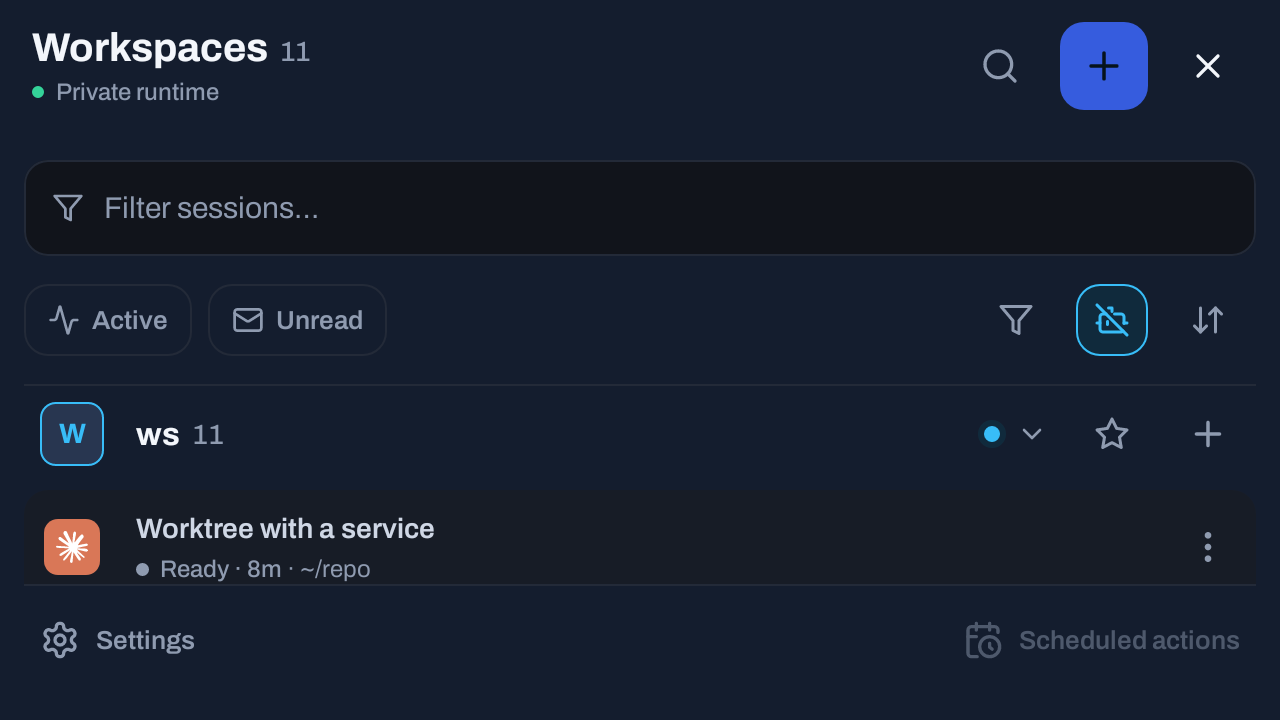 Workspaces 11
Private runtime
Filter sessions...
Active
Unread
W
ws 11
Worktree with a service
Ready · 8m · ~/repo
Settings
Scheduled actions